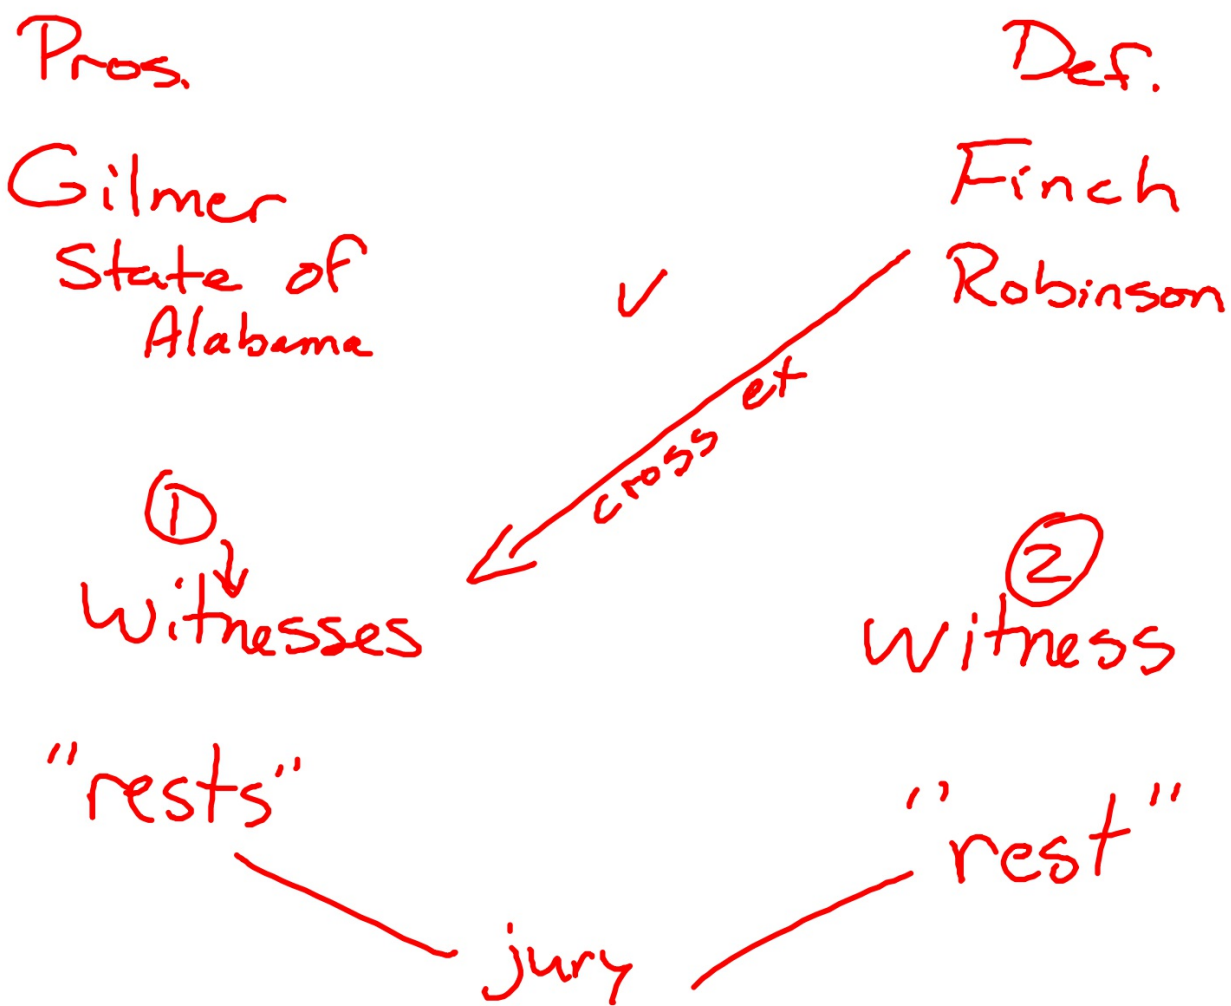 Pros.
Def.
Gilmer
Finch
State of
Alabama
v
Robinson
cross ex
1
Witnesses
2
Witness
"rests"
"rest"
jury